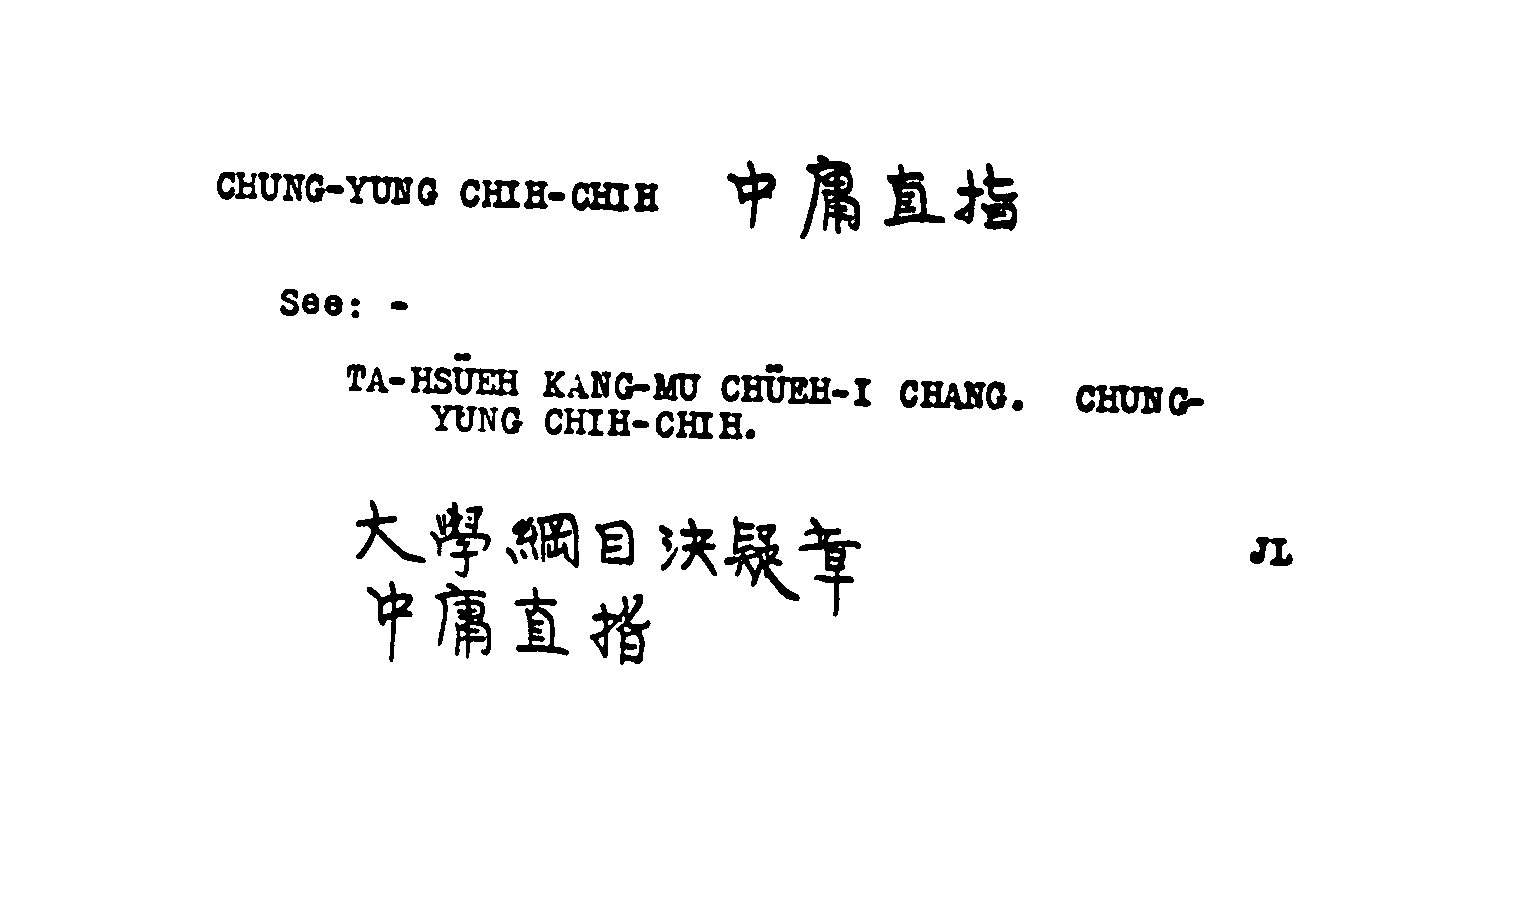 CHUNG-YUNG CHIH-CHIH 中庸直指
See: -
TA-HSÜEH KANG-MU CHÜEH-I CHANG. CHUNG-
YUNG CHIH-CHIH.
大學綱目決疑章
JL
中庸直指